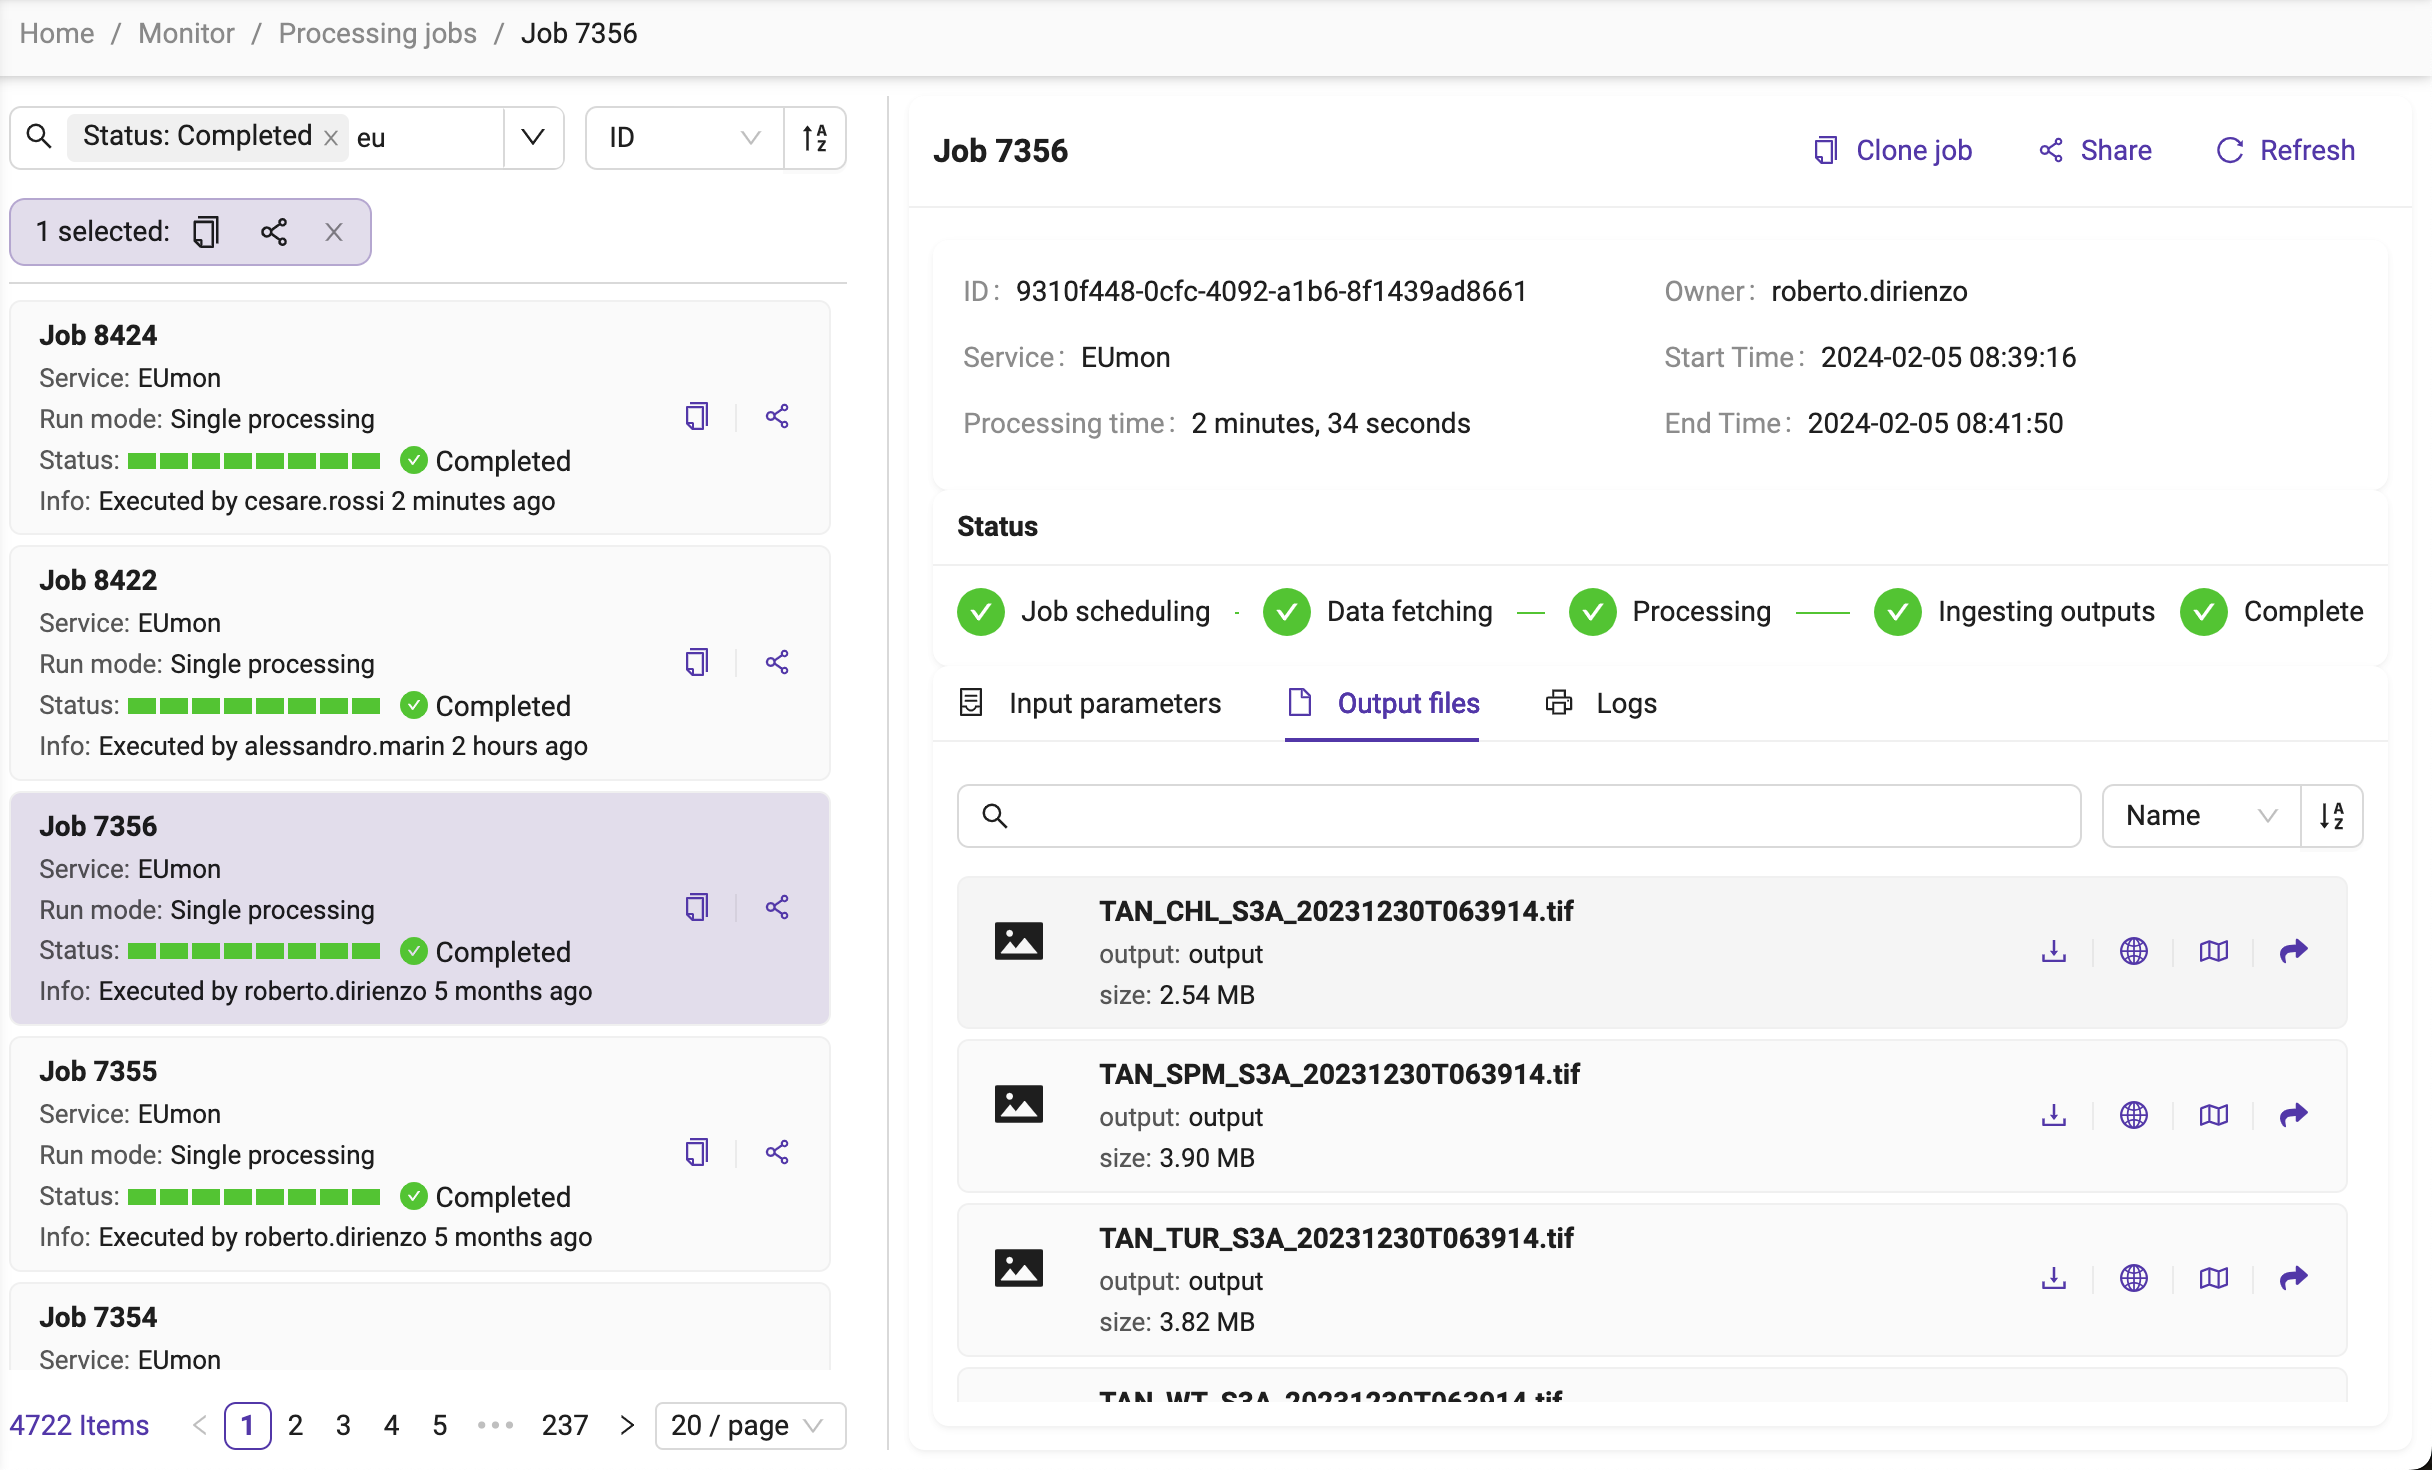 Home / Monitor / Processing jobs / Job 7356
Status: Completed × eu
ID
1 selected:
Job 8424
Service: EUmon
Run mode: Single processing
Status: Completed
Info: Executed by cesare.rossi 2 minutes ago
Job 8422
Service: EUmon
Run mode: Single processing
Status: Completed
Info: Executed by alessandro.marin 2 hours ago
Job 7356
Service: EUmon
Run mode: Single processing
Status: Completed
Info: Executed by roberto.dirienzo 5 months ago
Job 7355
Service: EUmon
Run mode: Single processing
Status: Completed
Info: Executed by roberto.dirienzo 5 months ago
Job 7354
Service: EUmon
4722 Items < 1 2 3 4 5 ••• 237 > 20 / page
Job 7356
Clone job
Share
Refresh
ID: 9310f448-0cfc-4092-a1b6-8f1439ad8661
Owner: roberto.dirienzo
Service: EUmon
Start Time: 2024-02-05 08:39:16
Processing time: 2 minutes, 34 seconds
End Time: 2024-02-05 08:41:50
Status
Job scheduling
Data fetching
Processing
Ingesting outputs
Complete
Input parameters
Output files
Logs
Name
TAN_CHL_S3A_20231230T063914.tif
output: output
size: 2.54 MB
TAN_SPM_S3A_20231230T063914.tif
output: output
size: 3.90 MB
TAN_TUR_S3A_20231230T063914.tif
output: output
size: 3.82 MB
TAN_WT_S3A_20231230T063914.tif